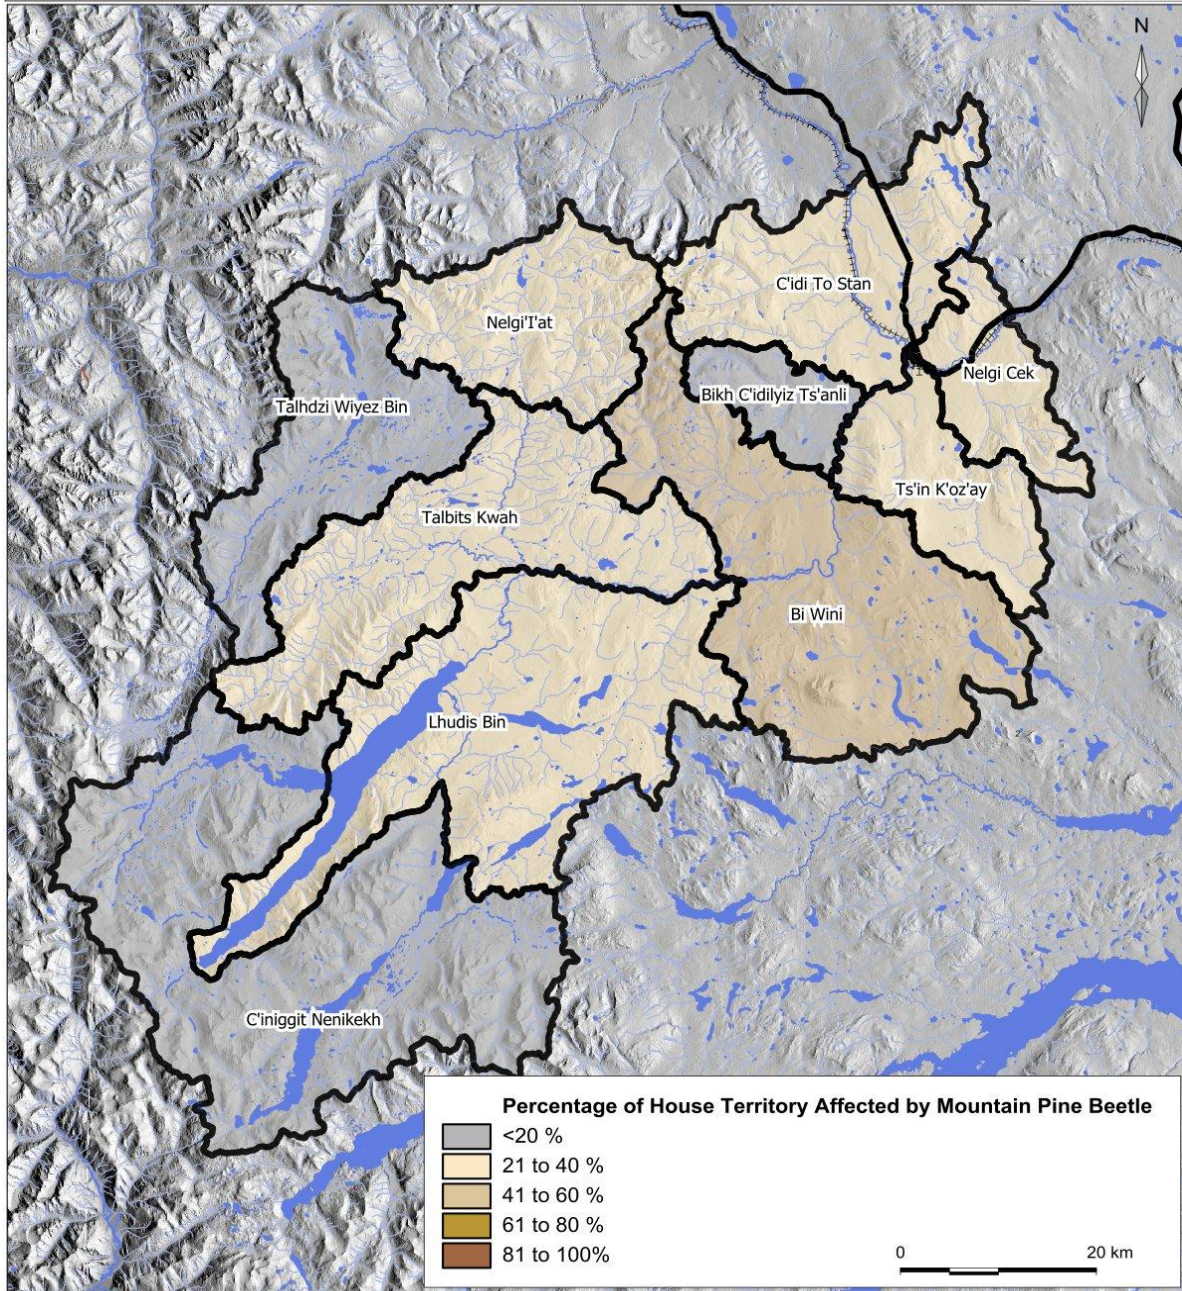 N
C'idi To Stan
Nelgi'I'at
Nelgi Cek
Bikh C'idilyiz Ts'anli
Talhdzi Wiyez Bin
Ts'in K'oz'ay
Talbits Kwah
Bi Wini
Lhudis Bin
C'iniggit Nenikekh
Percentage of House Territory Affected by Mountain Pine Beetle
<20 %
21 to 40 %
41 to 60 %
61 to 80 %
81 to 100%
0 20 km